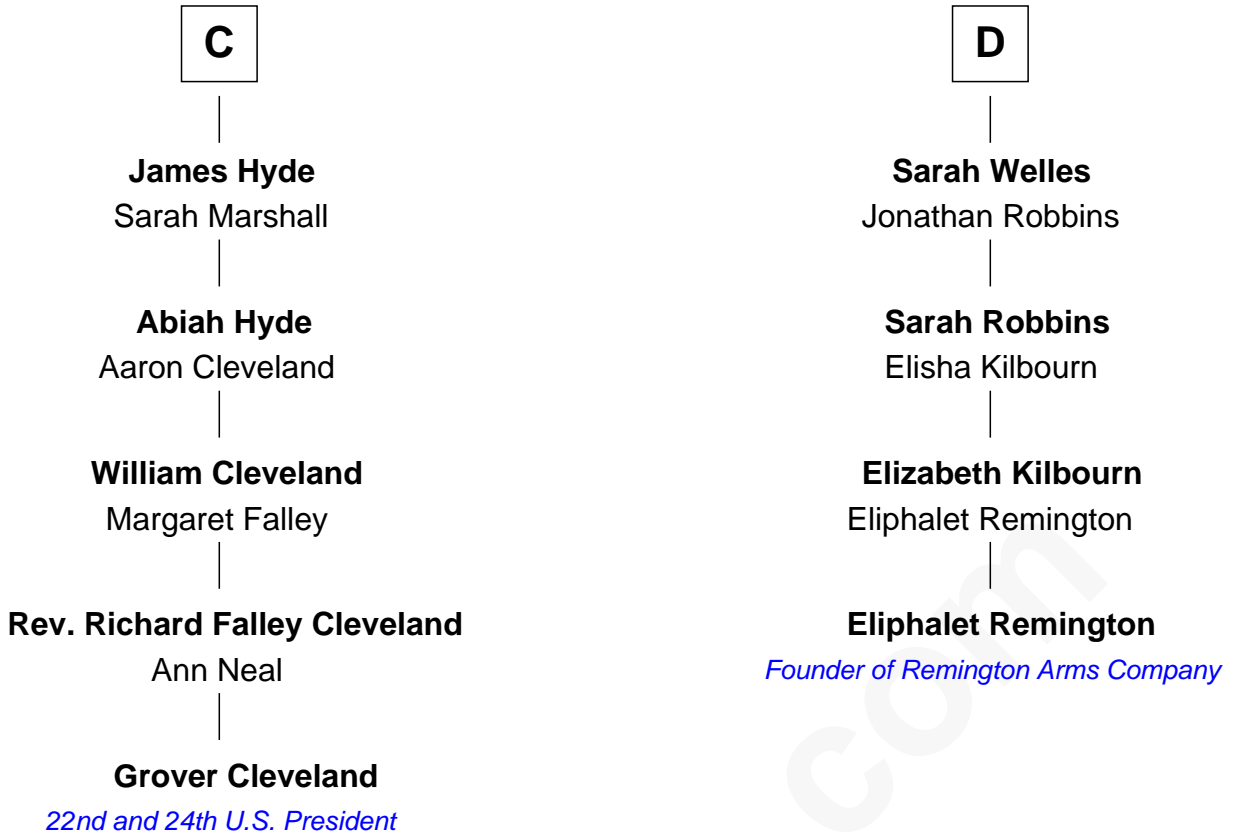 C
James Hyde
Sarah Marshall
Abiah Hyde
Aaron Cleveland
William Cleveland
Margaret Falley
Rev. Richard Falley Cleveland
Ann Neal
Grover Cleveland
22nd and 24th U.S. President
D
Sarah Welles
Jonathan Robbins
Sarah Robbins
Elisha Kilbourn
Elizabeth Kilbourn
Eliphalet Remington
Eliphalet Remington
Founder of Remington Arms Company
com